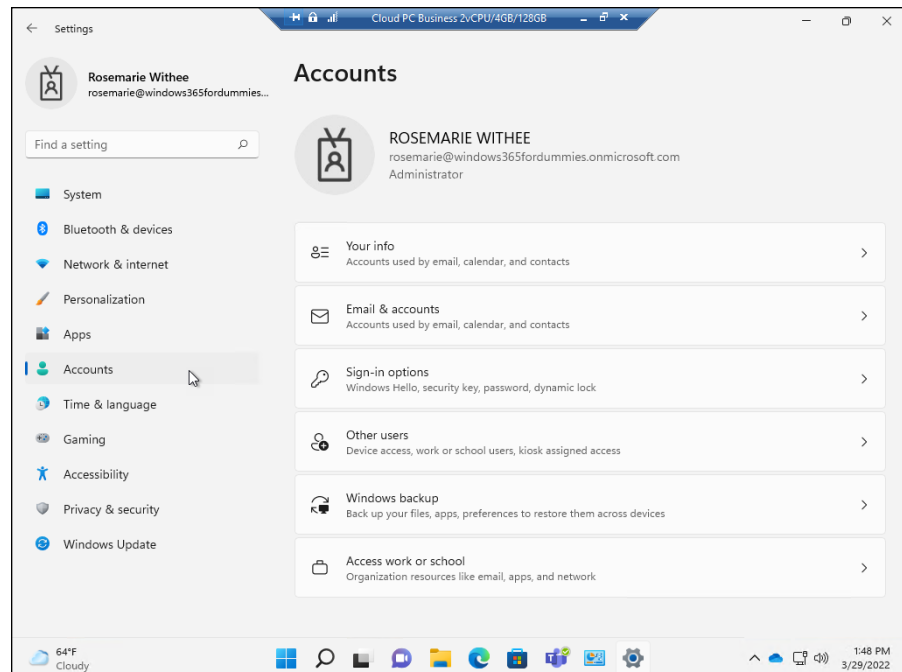 Settings
Cloud PC Business 2vCPU/4GB/128GB
Rosemarie Withee
rosemarie@windows365fordummies...
Find a setting
System
Bluetooth & devices
Network & internet
Personalization
Apps
Accounts
Time & language
Gaming
Accessibility
Privacy & security
Windows Update
Accounts
ROSEMARIE WITHEE
rosemarie@windows365fordummies.onmicrosoft.com
Administrator
Your info
Accounts used by email, calendar, and contacts
Email & accounts
Accounts used by email, calendar, and contacts
Sign-in options
Windows Hello, security key, password, dynamic lock
Other users
Device access, work or school users, kiosk assigned access
Windows backup
Back up your files, apps, preferences to restore them across devices
Access work or school
Organization resources like email, apps, and network
64°F
Cloudy
1:48 PM
3/29/2022